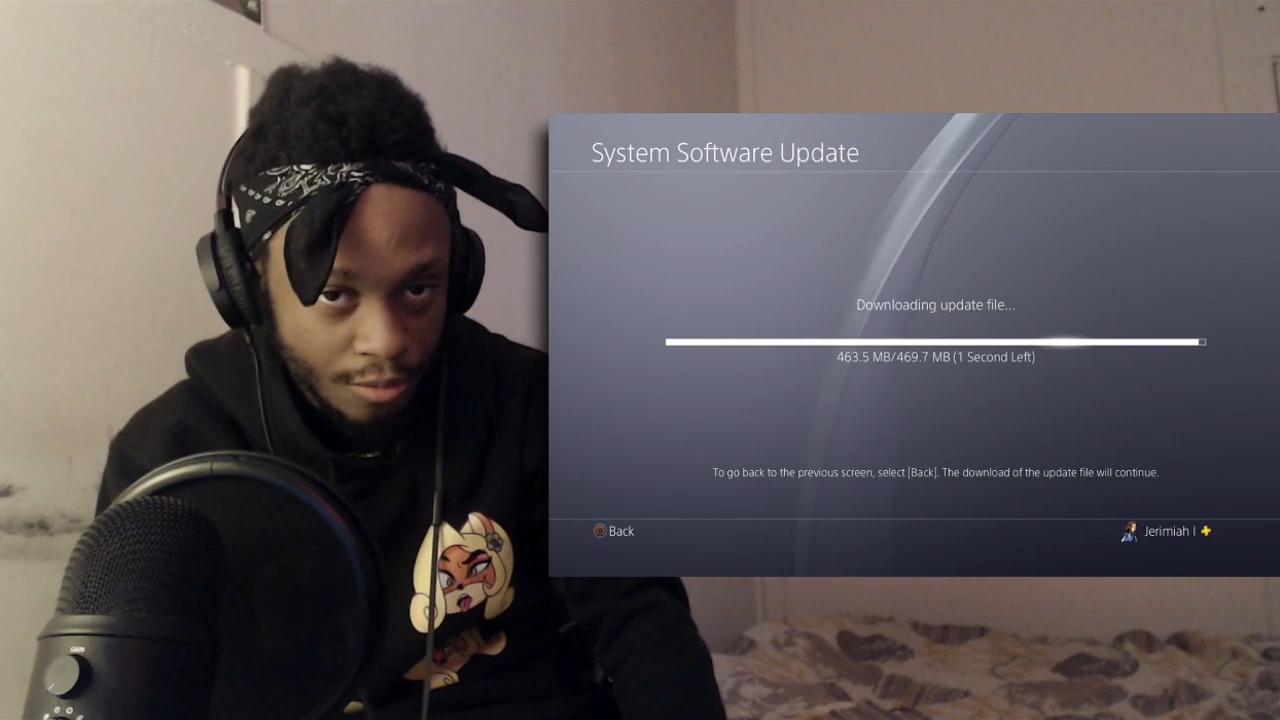 System Software Update
Downloading update file...
463.5 MB/469.7 MB (1 Second Left)
To go back to the previous screen, select [Back]. The download of the update file will continue.
Back
Jerimiah I
GAIN